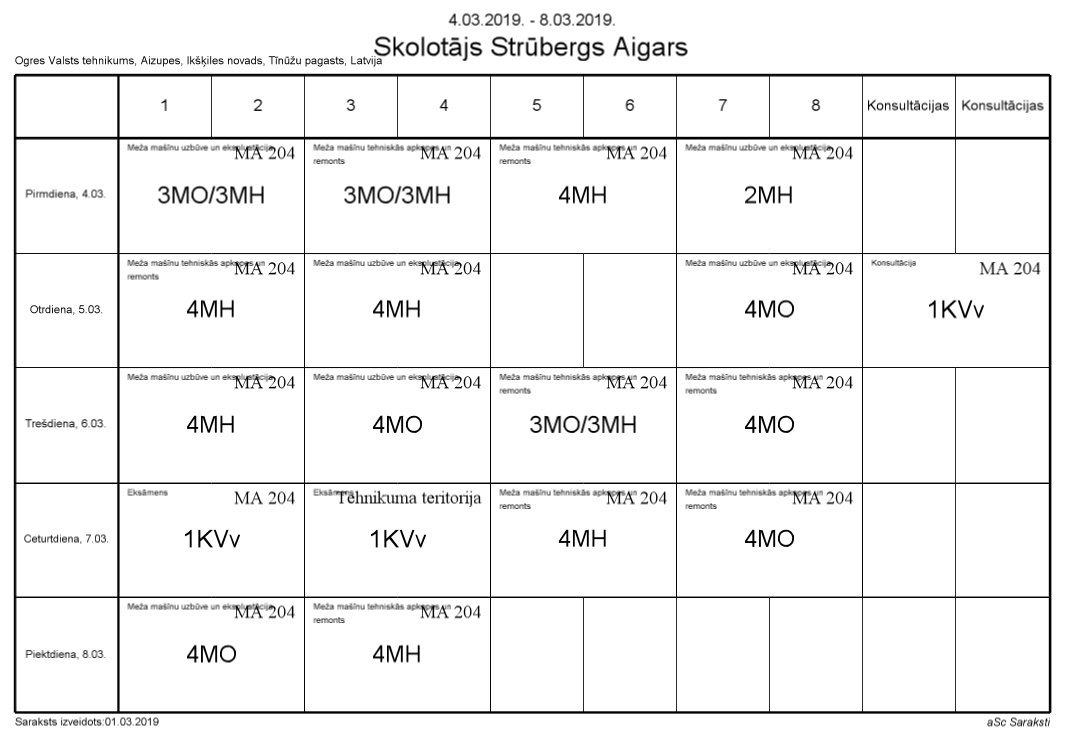 4.03.2019. - 8.03.2019.
Skolotājs Strūbergs Aigars
Ogres Valsts tehnikums, Aizupes, Ikšķiles novads, Tīnūžu pagasts, Latvija
1 2 3 4 5 6 7 8 Konsultācijas Konsultācijas
Pirmdiena, 4.03.
Meža mašīnu uzbūve un ekspluatācija MA 204
3MO/3MH
Meža mašīnu tehniskās apkopes un MA 204
remonts
3MO/3MH
Meža mašīnu tehniskās apkopes un MA 204
remonts
4MH
Meža mašīnu uzbūve un ekspluatācija MA 204
2MH
Otrdiena, 5.03.
Meža mašīnu tehniskās apkopes un MA 204
remonts
4MH
Meža mašīnu uzbūve un ekspluatācija MA 204
4MH
Meža mašīnu uzbūve un ekspluatācija MA 204
4MO
Konsultācija MA 204
1KVv
Trešdiena, 6.03.
Meža mašīnu uzbūve un ekspluatācija MA 204
4MH
Meža mašīnu uzbūve un ekspluatācija MA 204
4MO
Meža mašīnu tehniskās apkopes un MA 204
remonts
3MO/3MH
Meža mašīnu tehniskās apkopes un MA 204
remonts
4MO
Ceturtdiena, 7.03.
Eksāmens MA 204
1KVv
Eksāmens Tehnikuma teritorija
1KVv
Meža mašīnu tehniskās apkopes un MA 204
remonts
4MH
Meža mašīnu tehniskās apkopes un MA 204
remonts
4MO
Piektdiena, 8.03.
Meža mašīnu uzbūve un ekspluatācija MA 204
4MO
Meža mašīnu tehniskās apkopes un MA 204
remonts
4MH
Saraksts izveidots:01.03.2019
aSc Saraksti